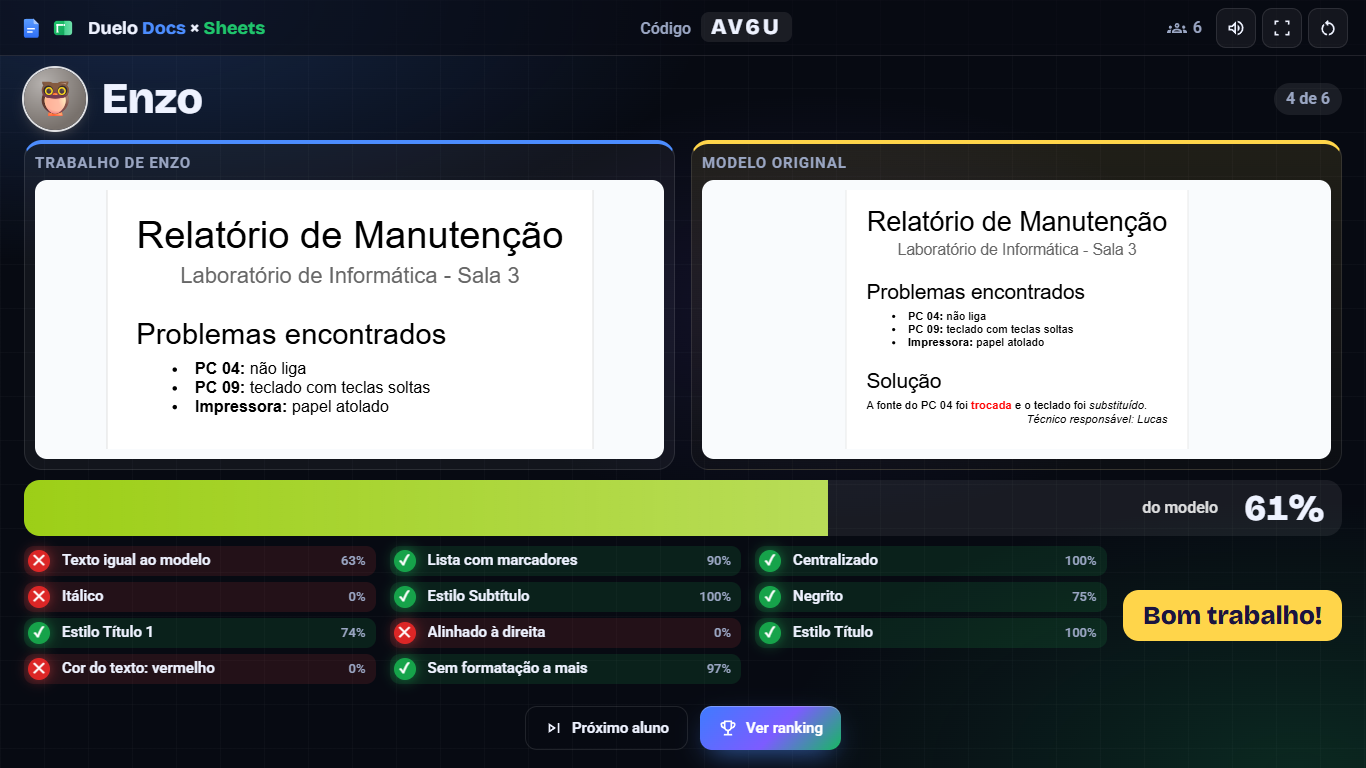 Duelo Docs × Sheets
Código AV6U
6
Enzo
4 de 6
TRABALHO DE ENZO
Relatório de Manutenção
Laboratório de Informática - Sala 3
Problemas encontrados
• PC 04: não liga
• PC 09: teclado com teclas soltas
• Impressora: papel atolado
MODELO ORIGINAL
Relatório de Manutenção
Laboratório de Informática - Sala 3
Problemas encontrados
• PC 04: não liga
• PC 09: teclado com teclas soltas
• Impressora: papel atolado
Solução
A fonte do PC 04 foi trocada e o teclado foi substituído.
Técnico responsável: Lucas
do modelo 61%
Texto igual ao modelo 63%
Lista com marcadores 90%
Centralizado 100%
Itálico 0%
Estilo Subtítulo 100%
Negrito 75%
Estilo Título 1 74%
Alinhado à direita 0%
Estilo Título 100%
Cor do texto: vermelho 0%
Sem formatação a mais 97%
Bom trabalho!
Próximo aluno
Ver ranking